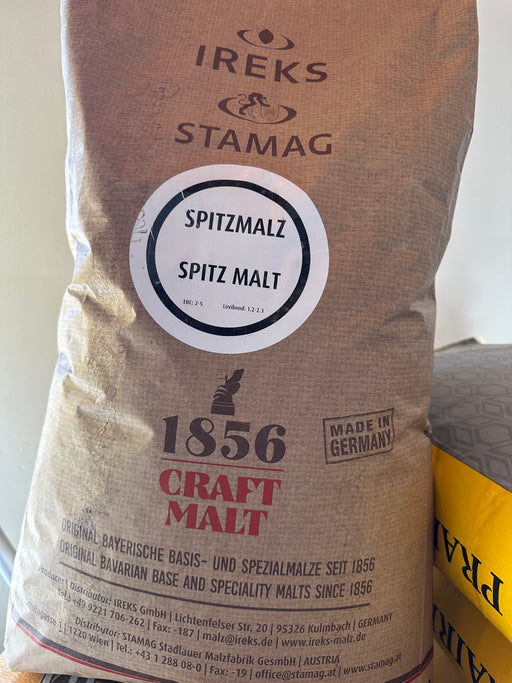 IREKS
STAMAG
SPITZMALZ
SPITZ MALT
EBC: 2-5 Lovibond: 1.2-2.3
1856
CRAFT
MALT
MADE IN
GERMANY
ORIGINAL BAYERISCHE BASIS- UND SPEZIALMALZE SEIT 1856
ORIGINAL BAVARIAN BASE AND SPECIALITY MALTS SINCE 1856
Producer | Distributor: IREKS GmbH | Lichtenfelser Str. 20 | 95326 Kulmbach | GERMANY
Tel.: +49 9221 706-262 | Fax: -187 | malz@ireks.de | www.ireks-malz.de
Distributor: STAMAG Stadlauer Malzfabrik GesmbH | AUSTRIA
1 | 1220 Wien | Tel.: +43 1 288 08-0 | Fax: -19 | office@stamag.at | www.stamag.at
PRAI